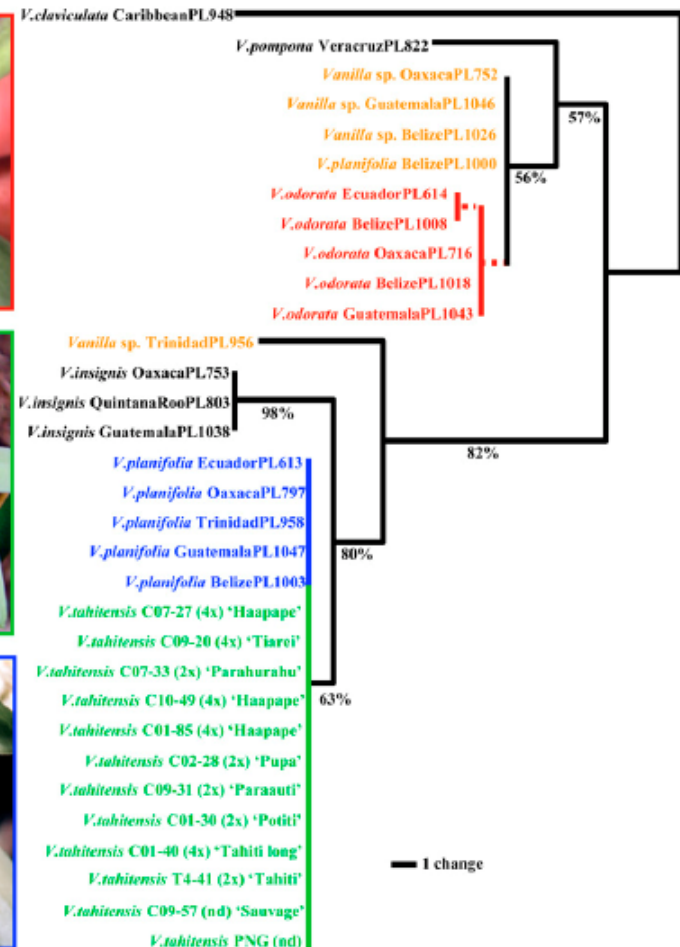 V.claviculata CaribbeanPL948
V.pompona VeracruzPL822
Vanilla sp. OaxacaPL752
Vanilla sp. GuatemalaPL1046
57%
Vanilla sp. BelizePL1026
V.planifolia BelizePL1000
56%
V.odorata EcuadorPL614
V.odorata BelizePL1008
V.odorata OaxacaPL716
V.odorata BelizePL1018
V.odorata GuatemalaPL1043
Vanilla sp. TrinidadPL956
V.insignis OaxacaPL753
V.insignis QuintanaRooPL803
98%
V.insignis GuatemalaPL1038
82%
V.planifolia EcuadorPL613
V.planifolia OaxacaPL797
V.planifolia TrinidadPL958
V.planifolia GuatemalaPL1047
80%
V.planifolia BelizePL1003
V.tahitensis C07-27 (4x) ‘Haapape’
V.tahitensis C09-20 (4x) ‘Tiarei’
V.tahitensis C07-33 (2x) ‘Parahurahu’
V.tahitensis C10-49 (4x) ‘Haapape’
63%
V.tahitensis C01-85 (4x) ‘Haapape’
V.tahitensis C02-28 (2x) ‘Pupa’
V.tahitensis C09-31 (2x) ‘Paraauti’
V.tahitensis C01-30 (2x) ‘Potiti’
V.tahitensis C01-40 (4x) ‘Tahiti long’
1 change
V.tahitensis T4-41 (2x) ‘Tahiti’
V.tahitensis C09-57 (nd) ‘Sauvage’
V.tahitensis PNG (nd)